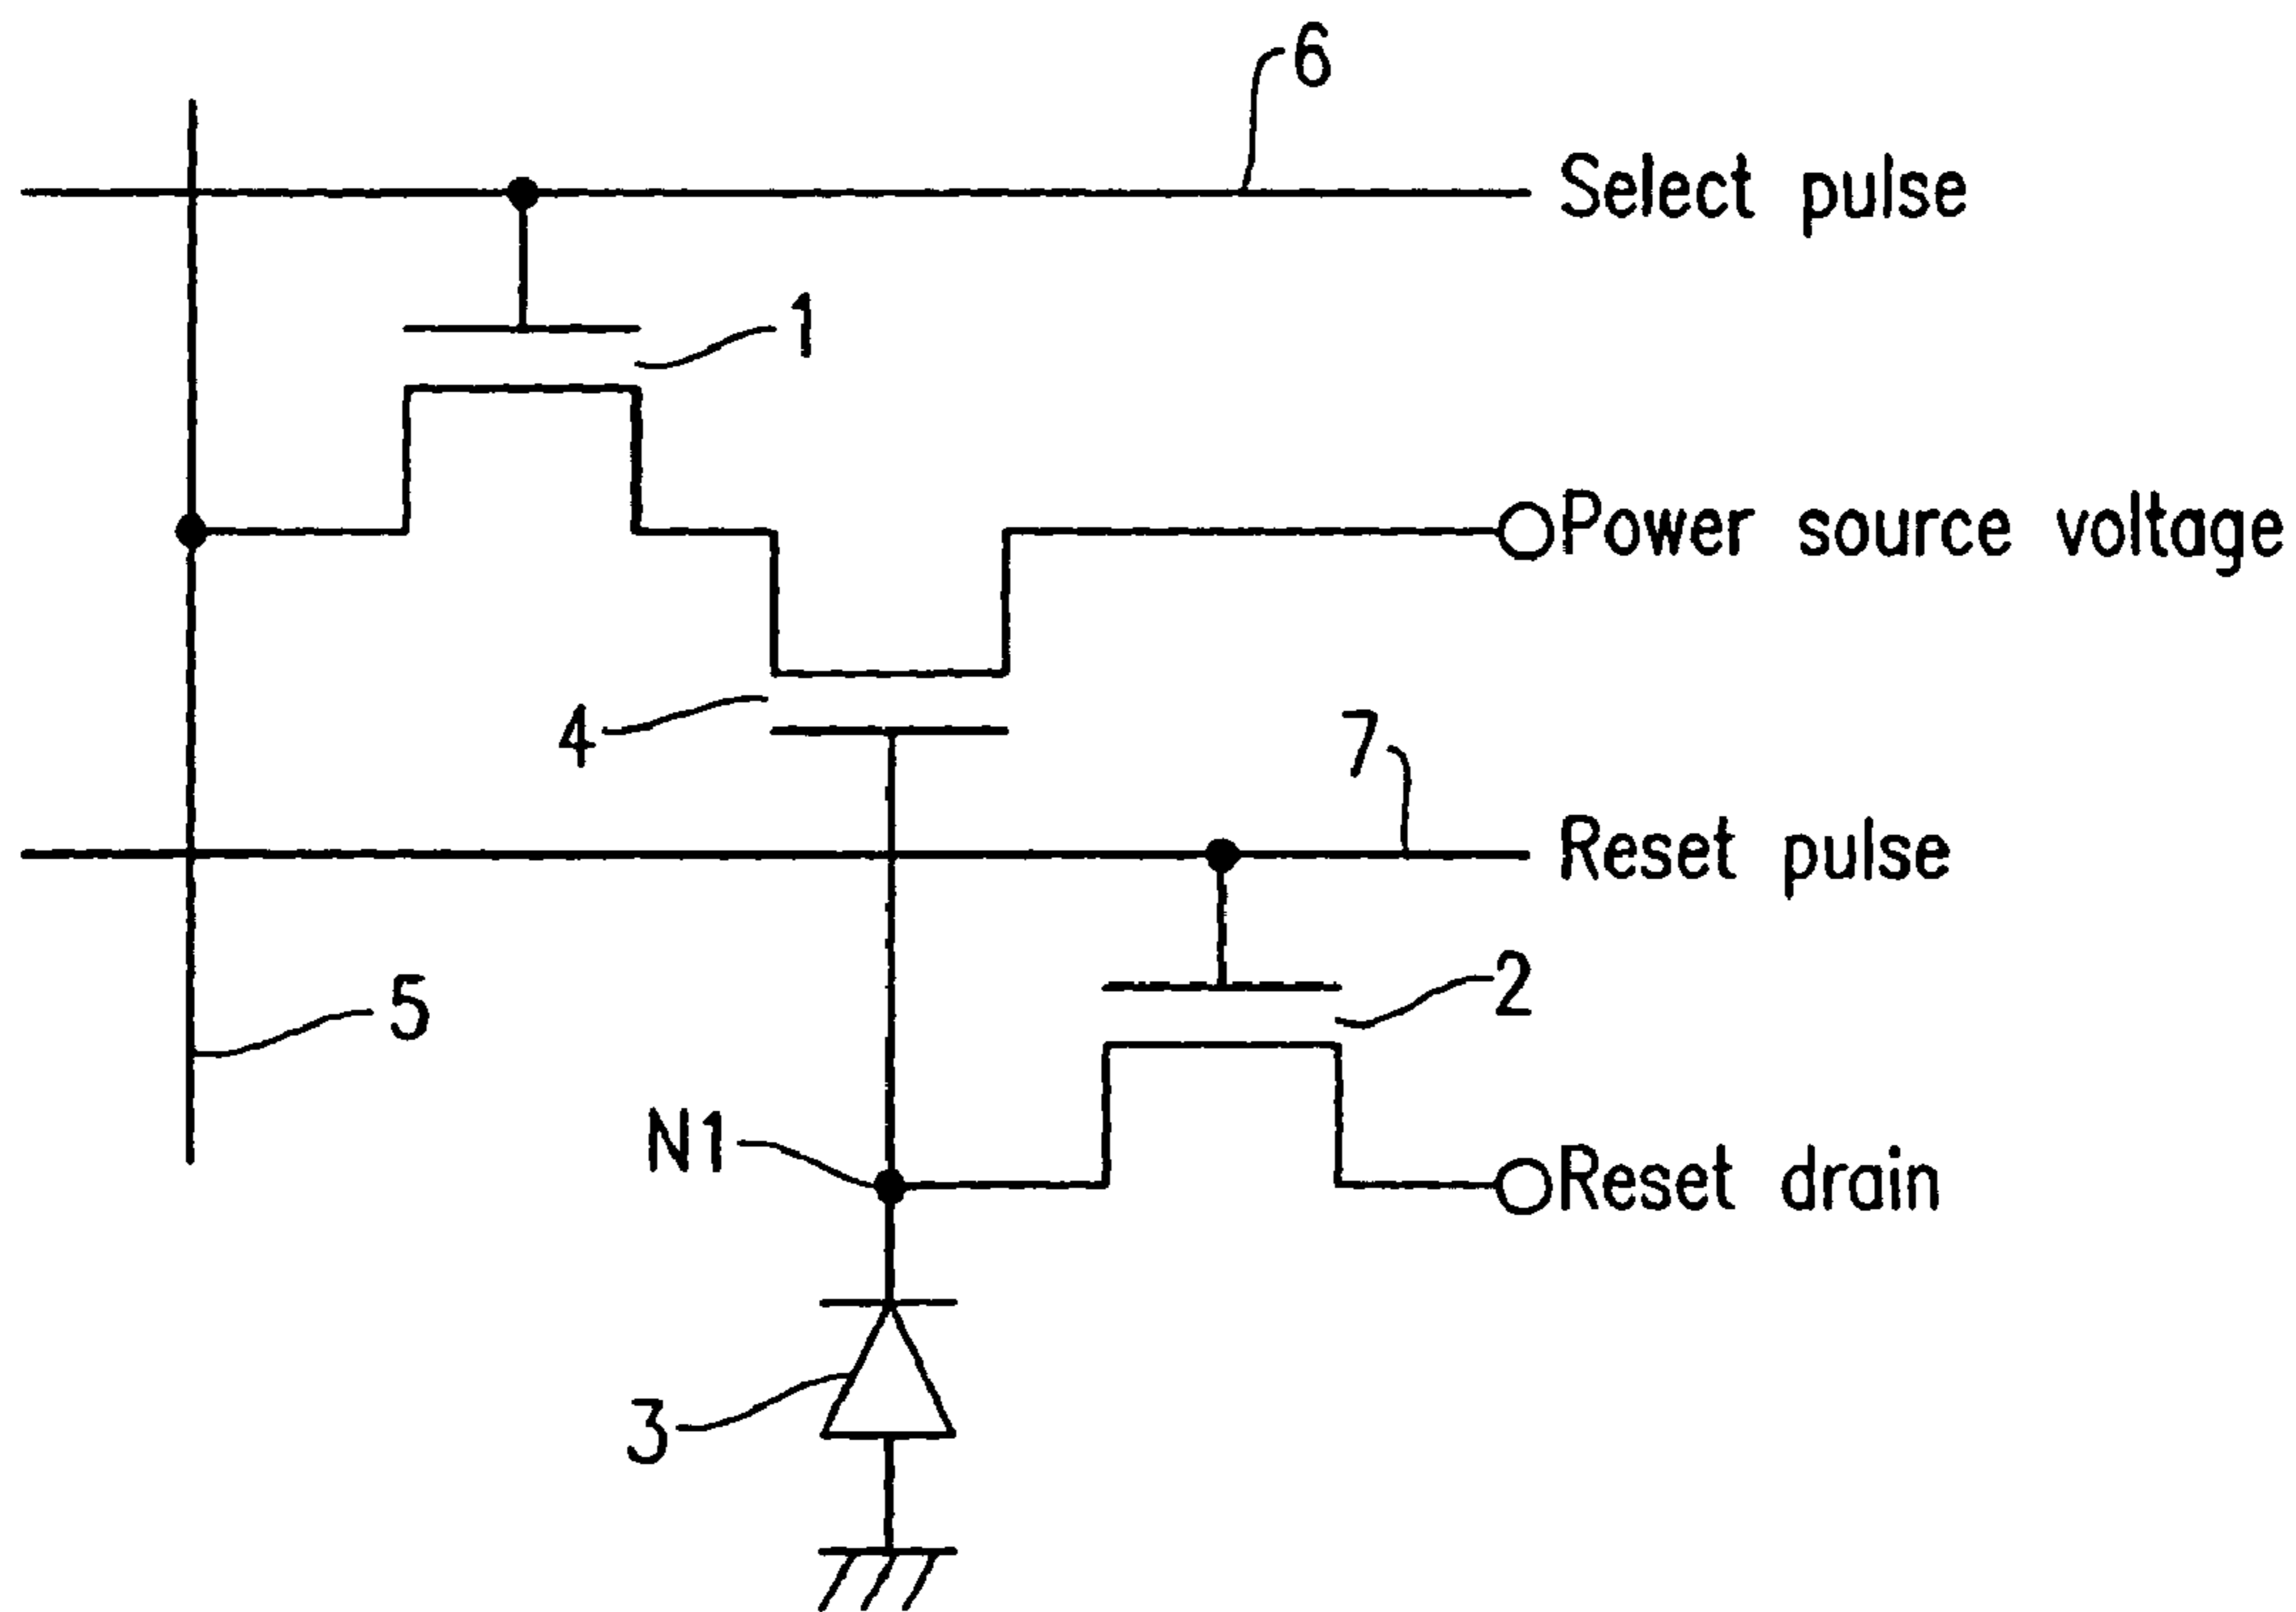 6
Select pulse
1
Power source voltage
4
7
Reset pulse
5
2
N1
Reset drain
3